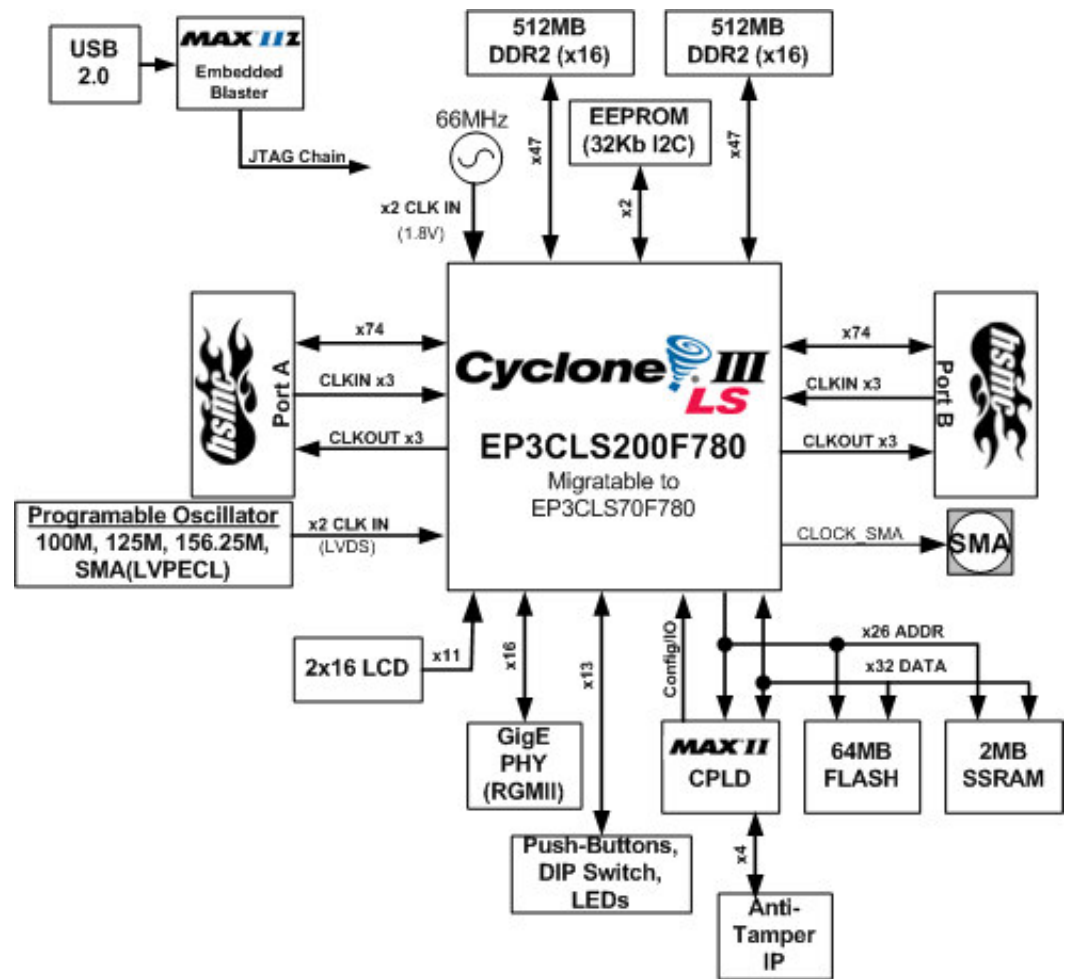 USB
2.0
MAX IIZ
Embedded
Blaster
JTAG Chain
512MB
DDR2 (x16)
512MB
DDR2 (x16)
66MHz
EEPROM
(32Kb I2C)
x47
x2
x47
x2 CLK IN
(1.8V)
hsmc
Port A
x74
CLKIN x3
CLKOUT x3
Cyclone III
LS
EP3CLS200F780
Migratable to
EP3CLS70F780
x74
CLKIN x3
CLKOUT x3
Port B
hsmc
Programable Oscillator
100M, 125M, 156.25M,
SMA(LVPECL)
x2 CLK IN
(LVDS)
CLOCK_SMA
SMA
2x16 LCD
x11
x16
x13
Config/IO
x26 ADDR
x32 DATA
GigE
PHY
(RGMII)
MAX II
CPLD
64MB
FLASH
2MB
SSRAM
Push-Buttons,
DIP Switch,
LEDs
x4
Anti-
Tamper
IP